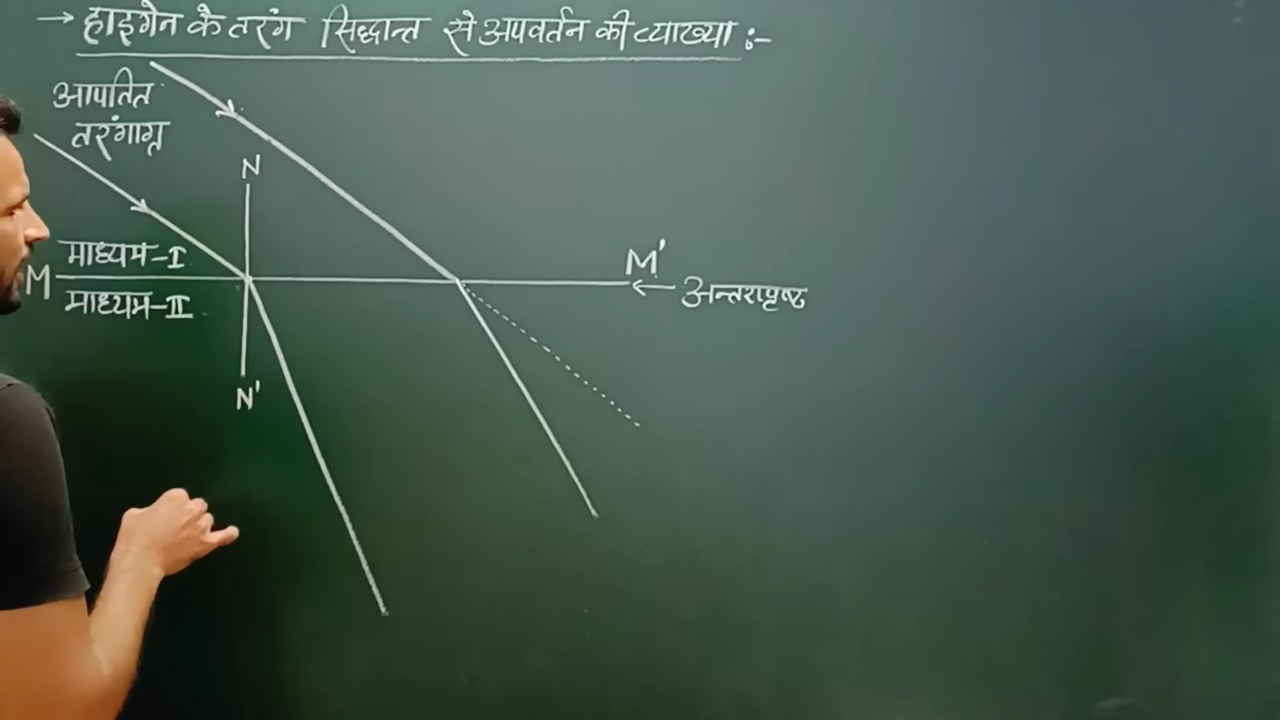 → हाइगेन के तरंग सिद्धान्त से अपवर्तन की व्याख्या :-
आपतित
तरंगाग्र
N
माध्यम-I
M
M'
← अन्तरापृष्ठ
माध्यम-II
N'